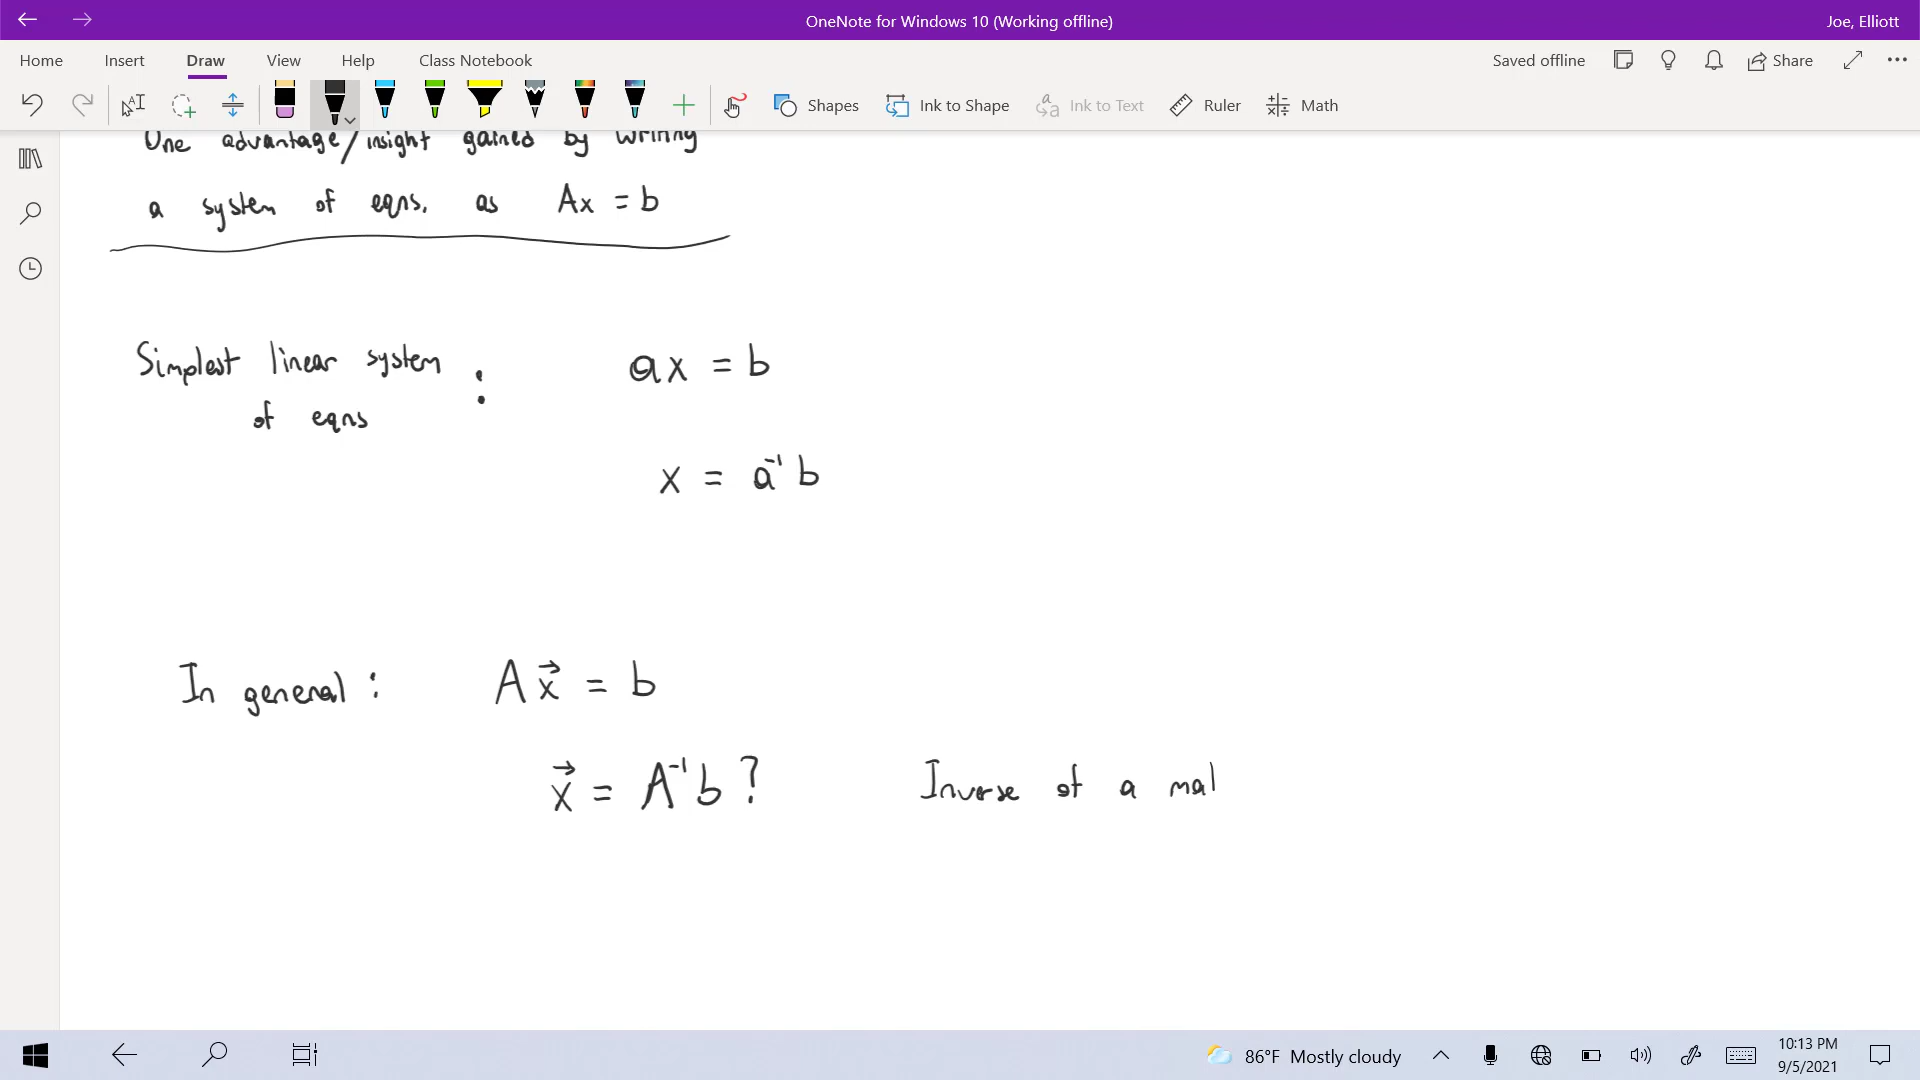 OneNote for Windows 10 (Working offline)
Joe, Elliott
Home Insert Draw View Help Class Notebook
Saved offline Share
Shapes Ink to Shape Ink to Text Ruler Math
One advantage/insight gained by writing
a system of eqns. as Ax = b
Simplest linear system : ax = b
of eqns
x = a⁻¹ b
In general : A x⃗ = b
x⃗ = A⁻¹ b ? Inverse of a mal
86°F Mostly cloudy
10:13 PM
9/5/2021